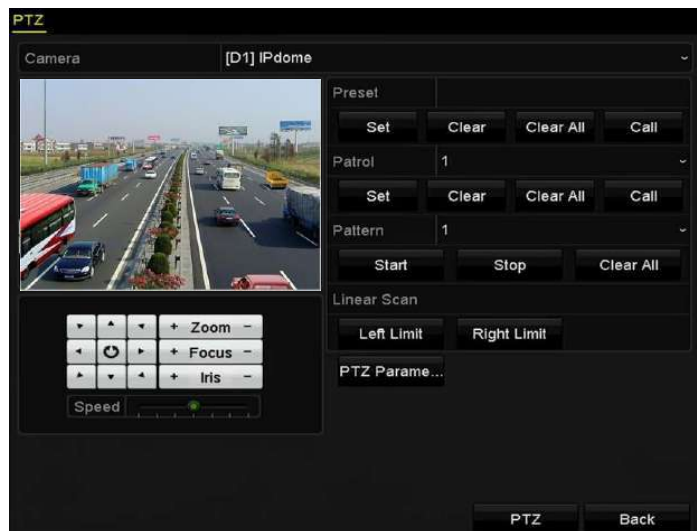 PTZ
Camera [D1] IPdome
Preset
Set Clear Clear All Call
Patrol 1
Set Clear Clear All Call
Pattern 1
Start Stop Clear All
Linear Scan
Left Limit Right Limit
PTZ Parame...
+ Zoom -
+ Focus -
+ Iris -
Speed
PTZ Back